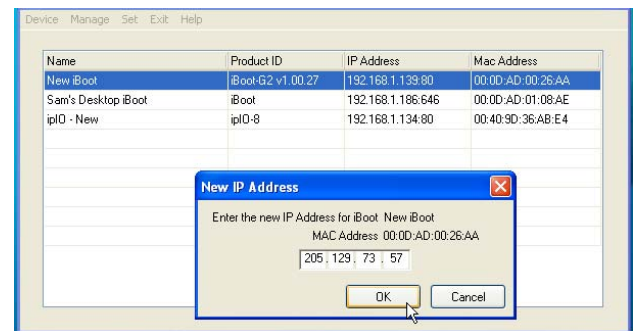 Device Manage Set Exit Help
Name Product ID IP Address Mac Address
New iBoot iBoot-G2 v1.00.27 192.168.1.139:80 00:0D:AD:00:26:AA
Sam's Desktop iBoot iBoot 192.168.1.186:646 00:0D:AD:01:08:AE
ipIO - New ipIO-8 192.168.1.134:80 00:40:9D:36:AB:E4
New IP Address
Enter the new IP Address for iBoot New iBoot
MAC Address 00:0D:AD:00:26:AA
205 . 129 . 73 . 57
OK Cancel